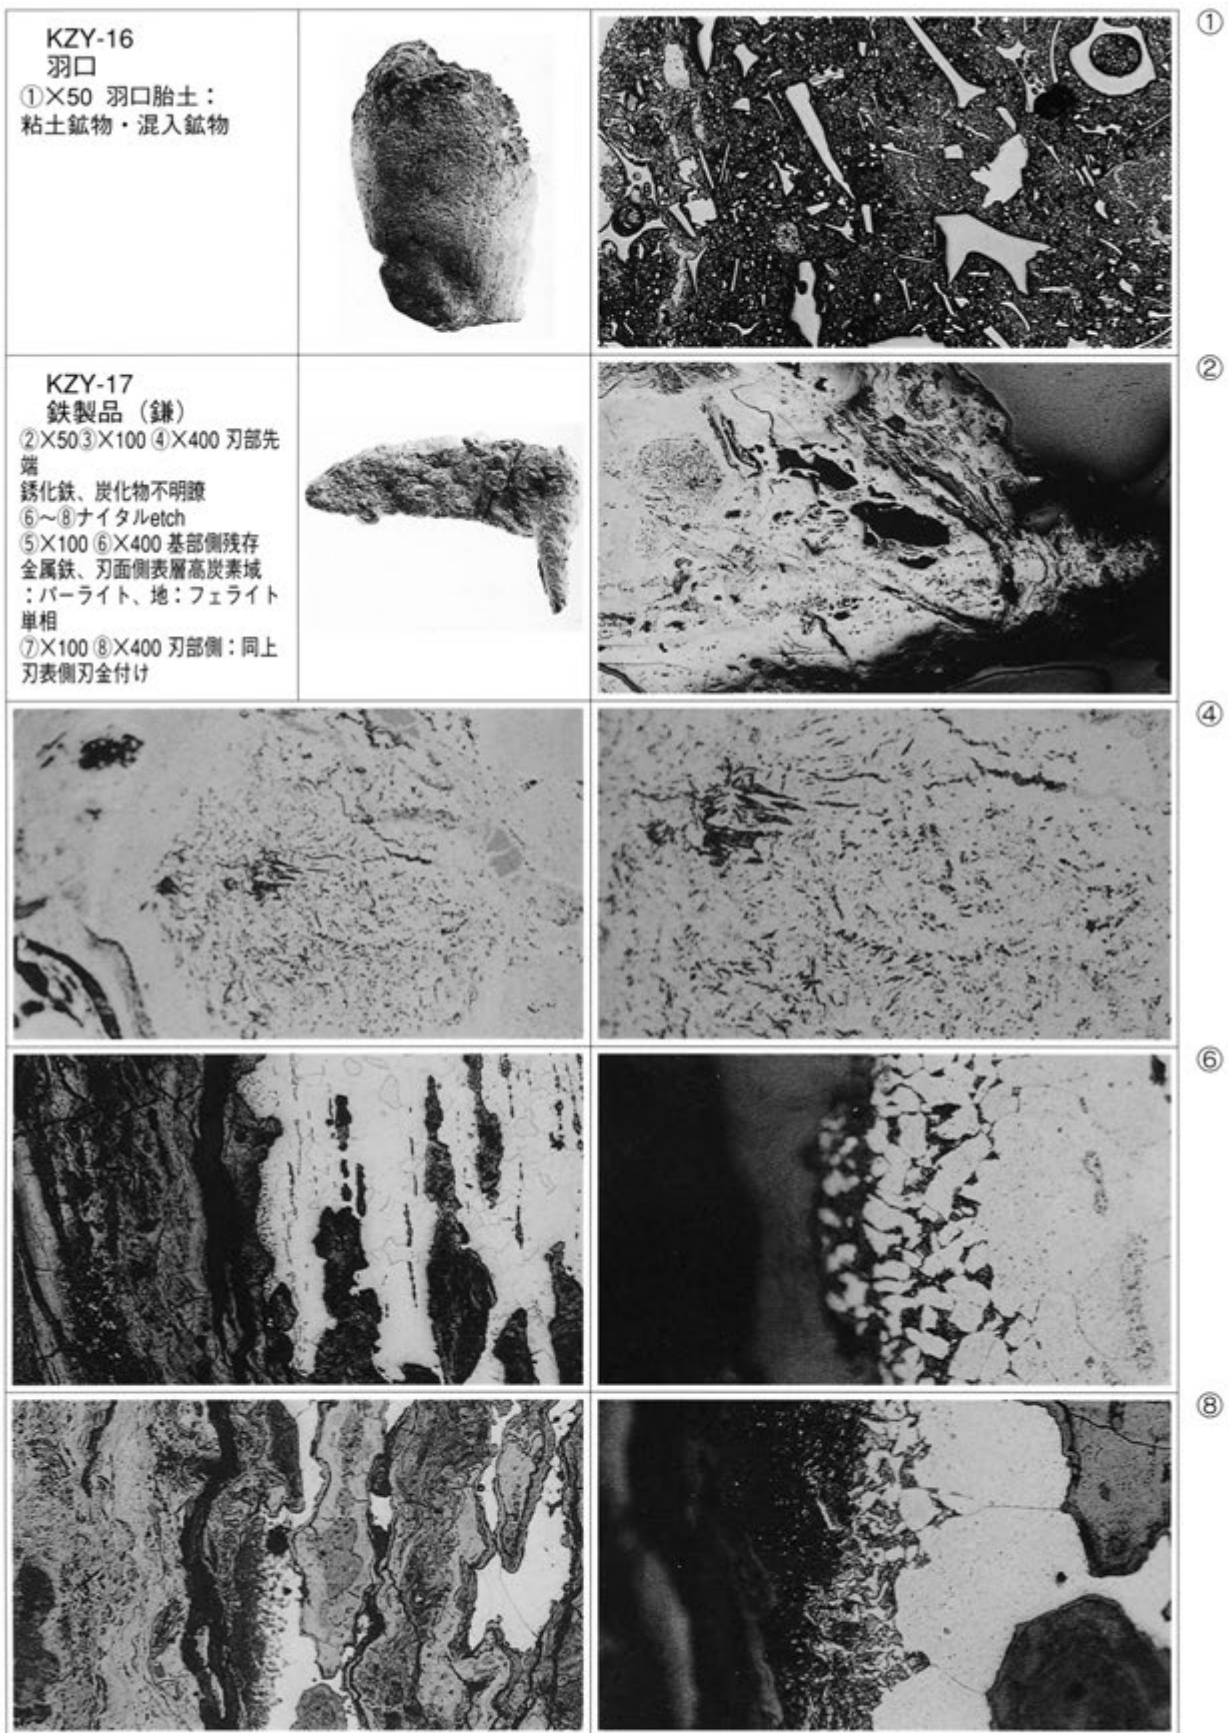 KZY-16
羽口
①×50 羽口胎土：
粘土鉱物・混入鉱物
①
KZY-17
鉄製品（鎌）
②×50③×100 ④×400 刃部先
端
銹化鉄、炭化物不明瞭
⑥～⑧ナイタルetch
⑤×100 ⑥×400 基部側残存
金属鉄、刃面側表層高炭素域
：パーライト、地：フェライト
単相
⑦×100 ⑧×400 刃部側：同上
刃表側刃金付け
②
④
⑥
⑧